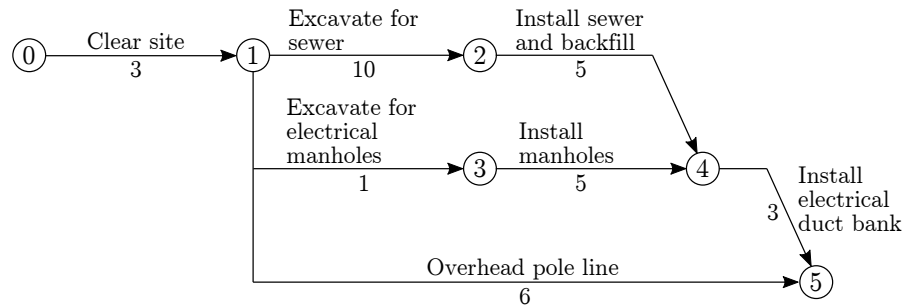 Excavate for
sewer
10
Install sewer
and backfill
5
Clear site
3
0
1
2
Excavate for
electrical
manholes
1
Install
manholes
5
3
4
Install
electrical
duct bank
3
Overhead pole line
6
5